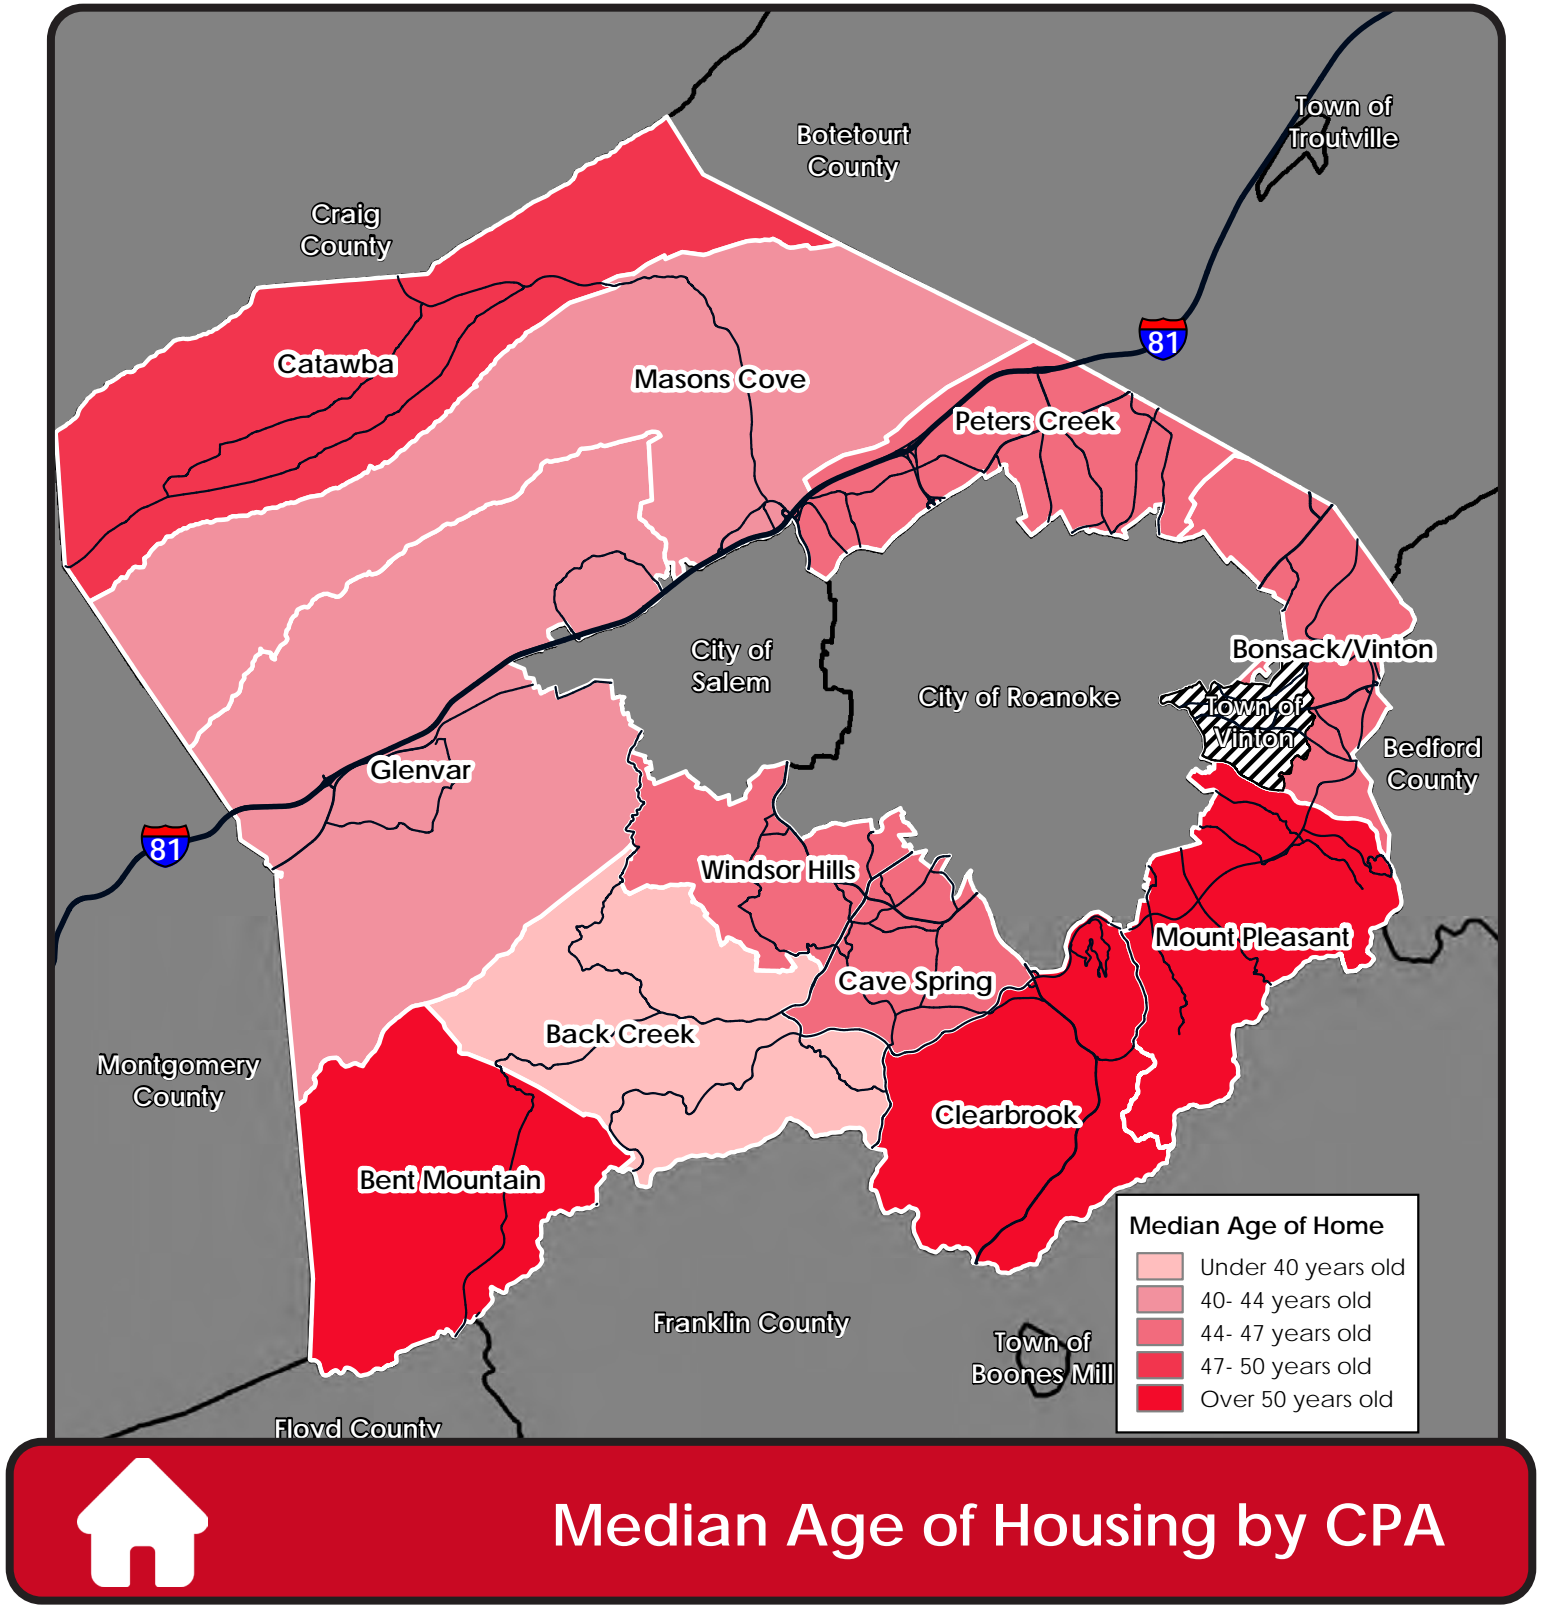 Town of
Troutville
Botetourt
County
Craig
County
81
Catawba
Masons Cove
Peters Creek
City of
Salem
City of Roanoke
Bonsack/Vinton
Town of
Vinton
Bedford
County
Glenvar
81
Windsor Hills
Mount Pleasant
Cave Spring
Back Creek
Montgomery
County
Clearbrook
Bent Mountain
Franklin County
Town of
Boones Mill
Floyd County
Median Age of Home
Under 40 years old
40- 44 years old
44- 47 years old
47- 50 years old
Over 50 years old
Median Age of Housing by CPA